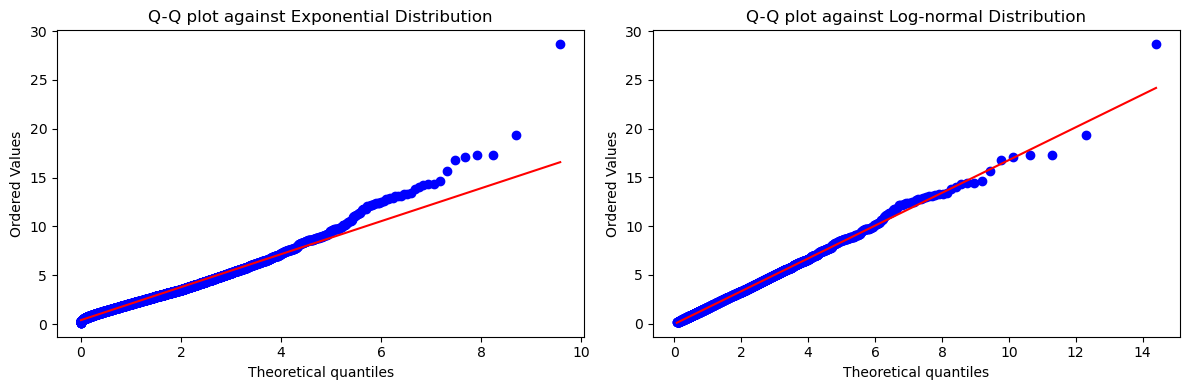 Q-Q plot against Exponential Distribution
30
25
20
15
10
5
0
Ordered Values
0 2 4 6 8 10
Theoretical quantiles
Q-Q plot against Log-normal Distribution
30
25
20
15
10
5
0
Ordered Values
0 2 4 6 8 10 12 14
Theoretical quantiles